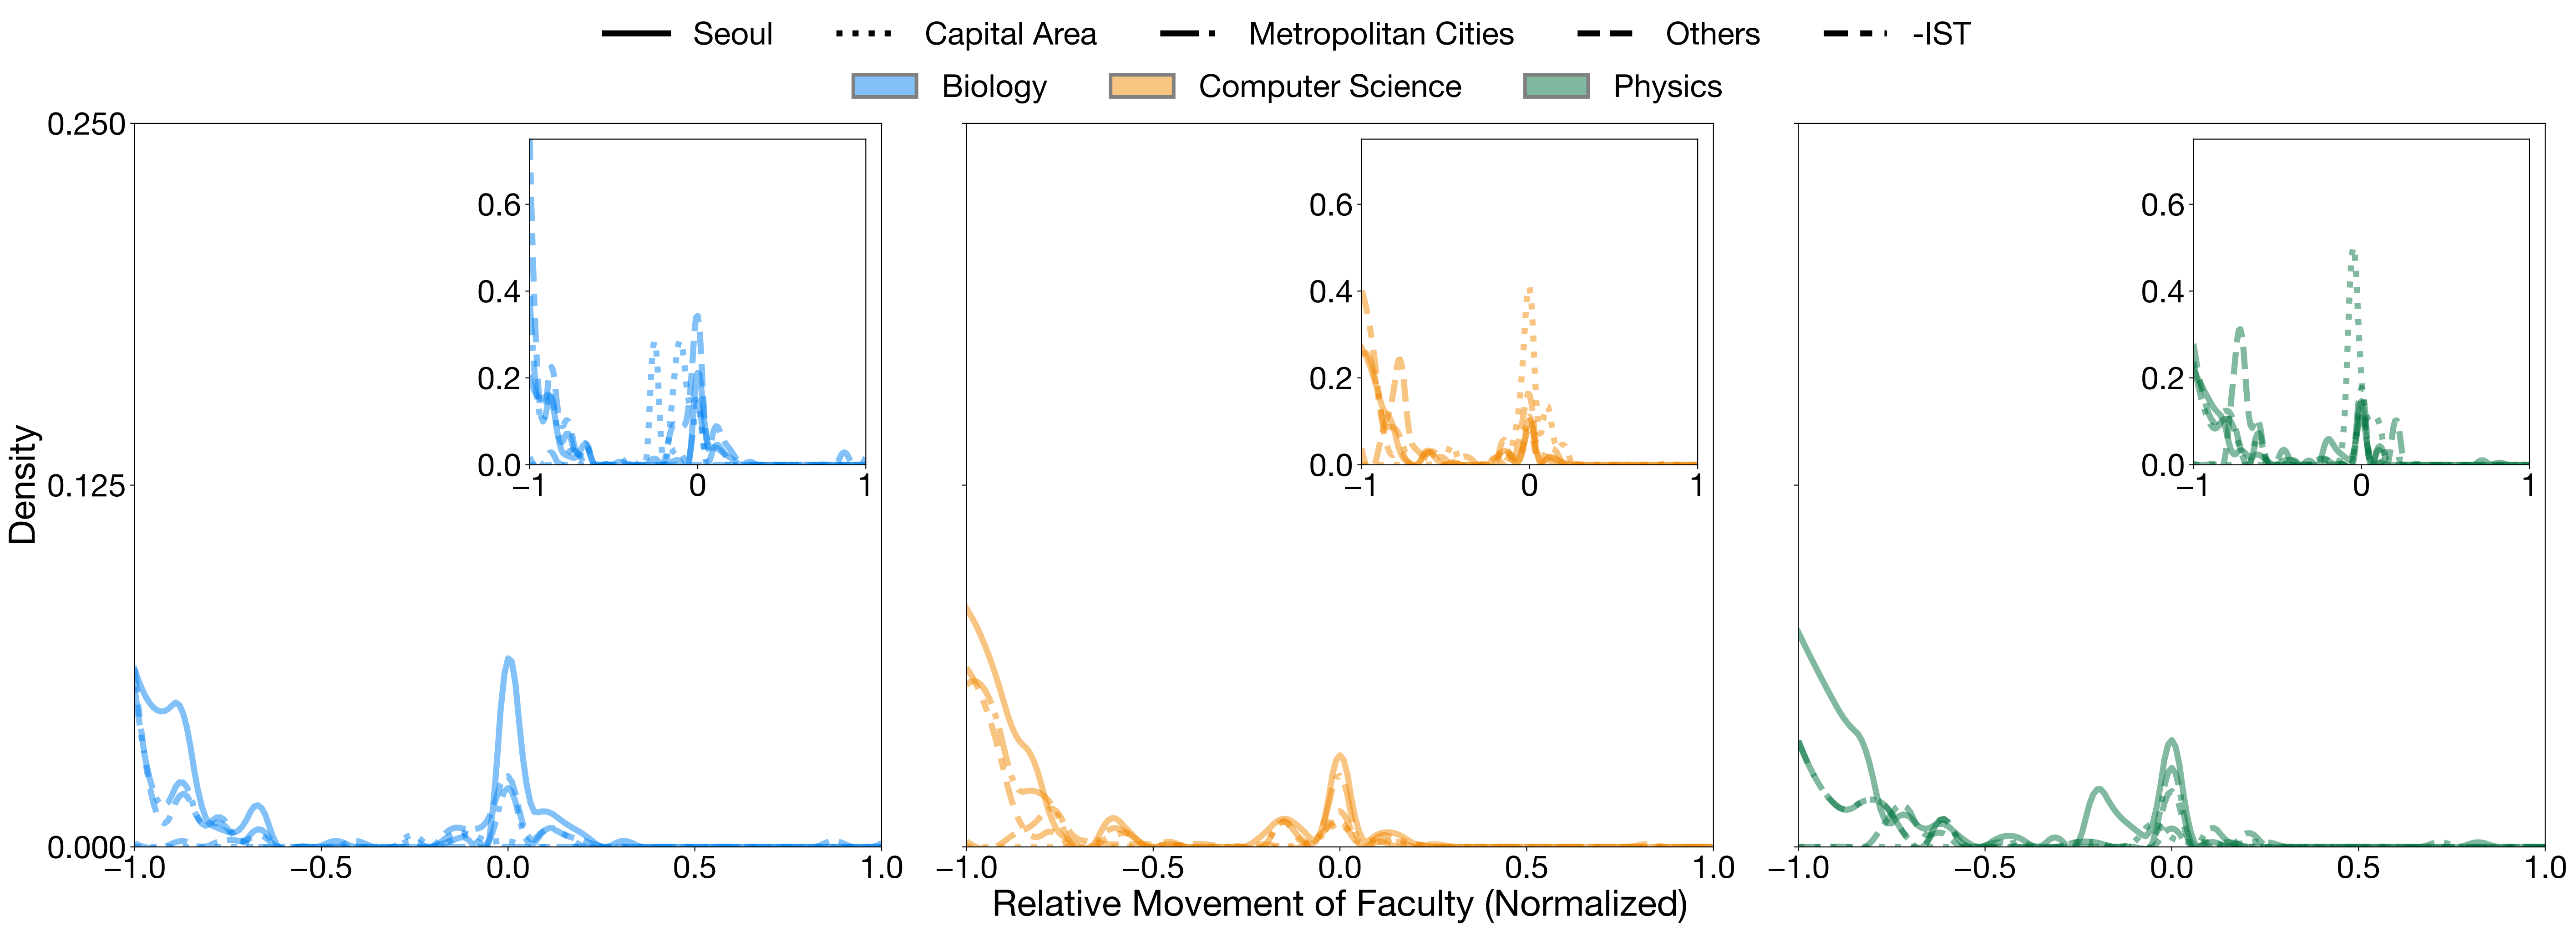 Seoul Capital Area Metropolitan Cities Others -IST
Biology Computer Science Physics
Density
0.250
0.125
0.000
−1.0 −0.5 0.0 0.5 1.0
0.6
0.4
0.2
0.0
−1 0 1
−1.0 −0.5 0.0 0.5 1.0
0.6
0.4
0.2
0.0
−1 0 1
−1.0 −0.5 0.0 0.5 1.0
0.6
0.4
0.2
0.0
−1 0 1
Relative Movement of Faculty (Normalized)